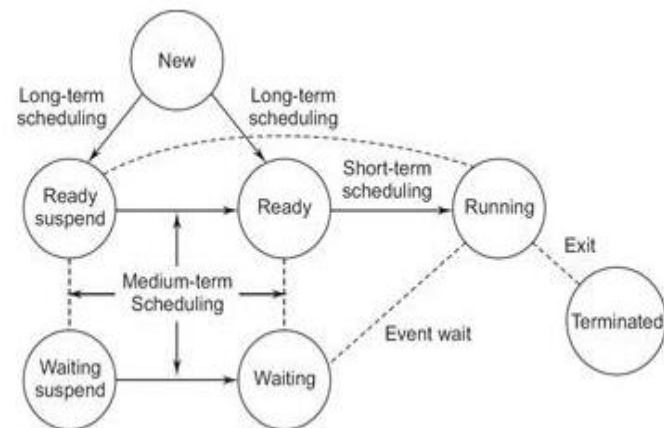 New
Long-term
scheduling
Long-term
scheduling
Short-term
scheduling
Ready
suspend
Ready
Running
Exit
Medium-term
Scheduling
Terminated
Event wait
Waiting
suspend
Waiting